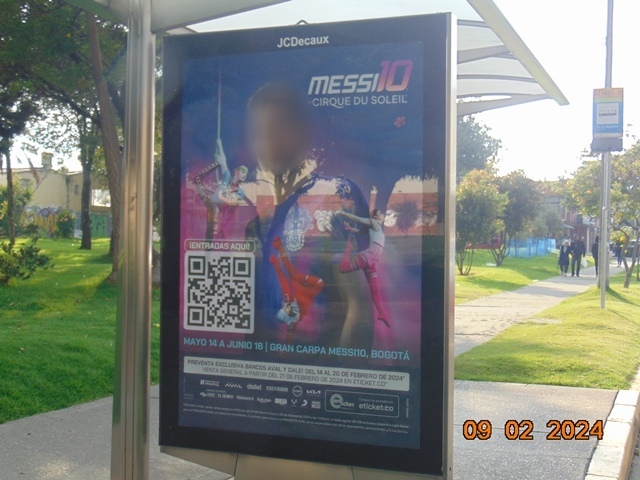 JCDecaux
MESSI10
CIRQUE DU SOLEIL
¡ENTRADAS AQUÍ!
MAYO 14 A JUNIO 16 | GRAN CARPA MESSI10, BOGOTÁ
PREVENTA EXCLUSIVA BANCOS AVAL Y DALE! DEL 14 AL 20 DE FEBRERO DE 2024*
VENTA GENERAL A PARTIR DEL 21 DE FEBRERO DE 2024 EN ETICKET.CO*
AVAL dale!
eticket.co
09 02 2024